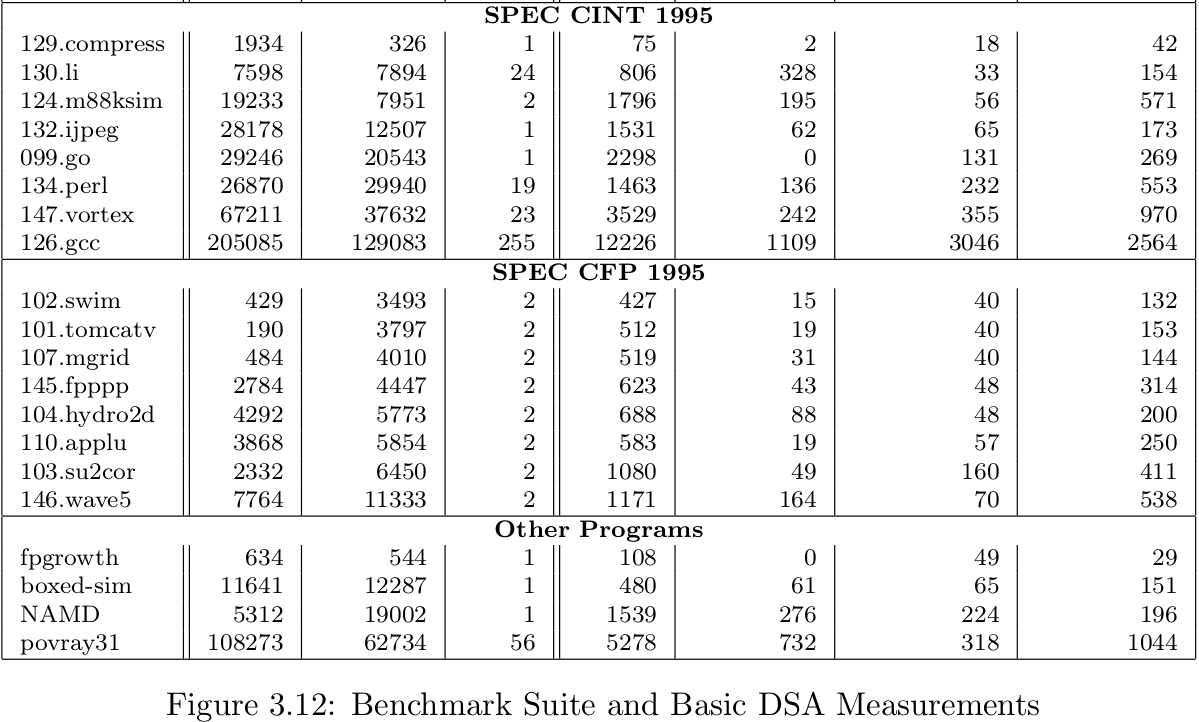 SPEC CINT 1995
129.compress 1934 326 1 75 2 18 42
130.li 7598 7894 24 806 328 33 154
124.m88ksim 19233 7951 2 1796 195 56 571
132.ijpeg 28178 12507 1 1531 62 65 173
099.go 29246 20543 1 2298 0 131 269
134.perl 26870 29940 19 1463 136 232 553
147.vortex 67211 37632 23 3529 242 355 970
126.gcc 205085 129083 255 12226 1109 3046 2564
SPEC CFP 1995
102.swim 429 3493 2 427 15 40 132
101.tomcatv 190 3797 2 512 19 40 153
107.mgrid 484 4010 2 519 31 40 144
145.fpppp 2784 4447 2 623 43 48 314
104.hydro2d 4292 5773 2 688 88 48 200
110.applu 3868 5854 2 583 19 57 250
103.su2cor 2332 6450 2 1080 49 160 411
146.wave5 7764 11333 2 1171 164 70 538
Other Programs
fpgrowth 634 544 1 108 0 49 29
boxed-sim 11641 12287 1 480 61 65 151
NAMD 5312 19002 1 1539 276 224 196
povray31 108273 62734 56 5278 732 318 1044
Figure 3.12: Benchmark Suite and Basic DSA Measurements